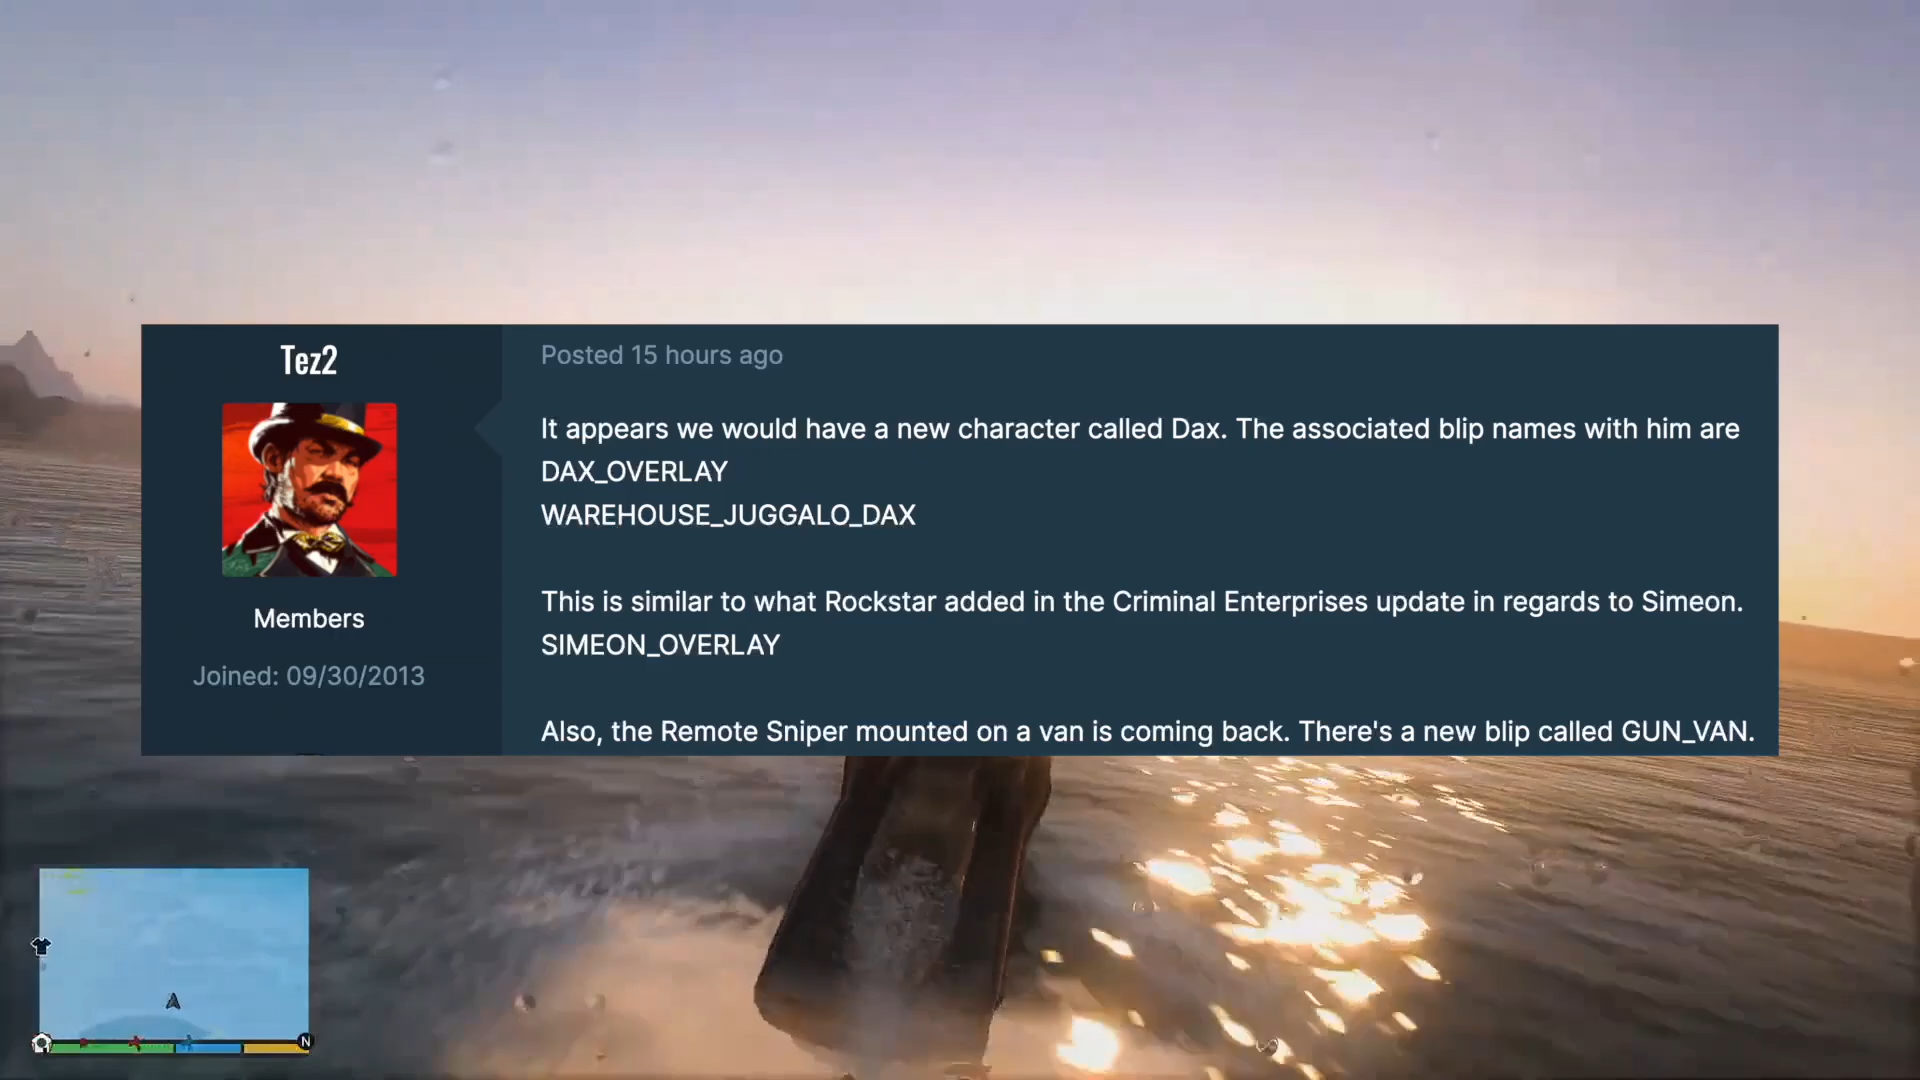 Tez2
Members
Joined: 09/30/2013
Posted 15 hours ago
It appears we would have a new character called Dax. The associated blip names with him are
DAX_OVERLAY
WAREHOUSE_JUGGALO_DAX
This is similar to what Rockstar added in the Criminal Enterprises update in regards to Simeon.
SIMEON_OVERLAY
Also, the Remote Sniper mounted on a van is coming back. There's a new blip called GUN_VAN.
N